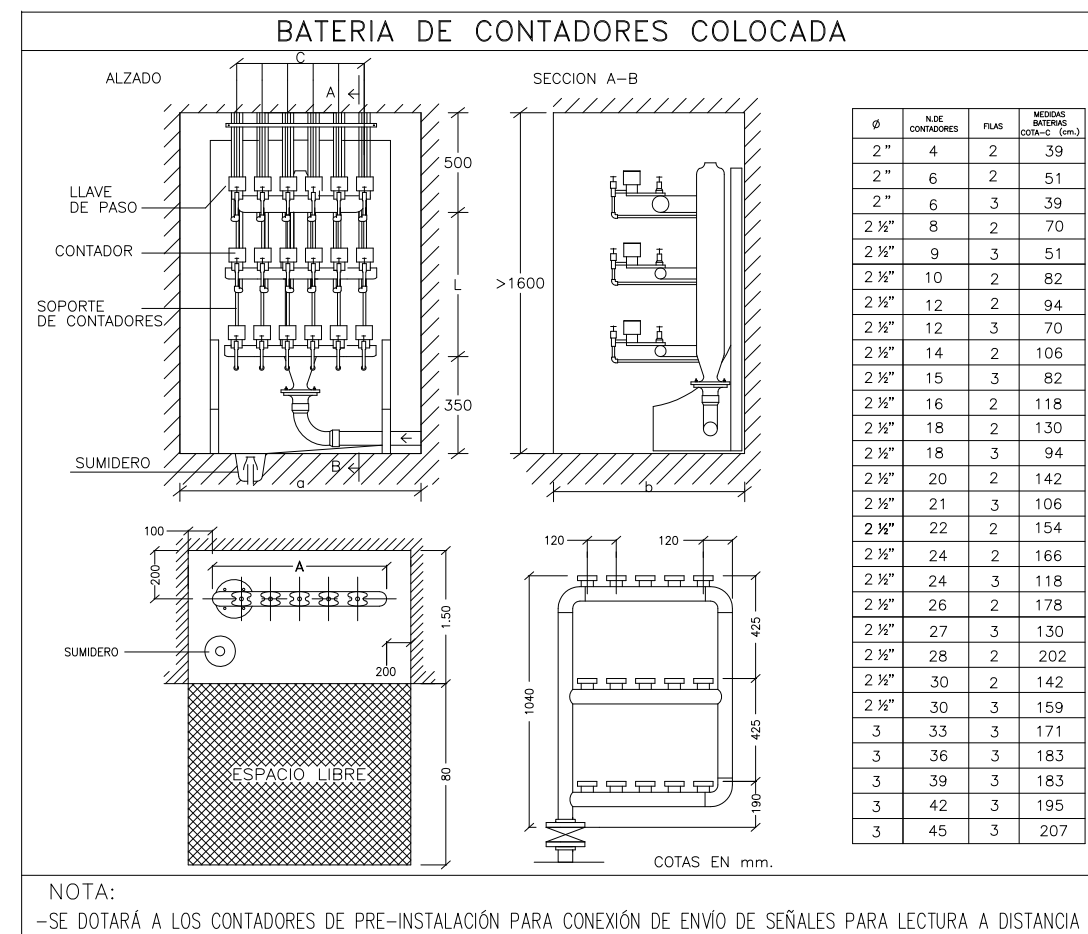 BATERIA DE CONTADORES COLOCADA
ALZADO
C
A
500
LLAVE
DE PASO
CONTADOR
L
SOPORTE
DE CONTADORES
350
SUMIDERO
B
a
SECCION A-B
>1600
b
100
200
A
1.50
SUMIDERO
200
ESPACIO LIBRE
80
120
120
1040
425
425
190
COTAS EN mm.
Ø N.DE CONTADORES FILAS MEDIDAS BATERIAS COTA-C (cm.)
2" 4 2 39
2" 6 2 51
2" 6 3 39
2 ½" 8 2 70
2 ½" 9 3 51
2 ½" 10 2 82
2 ½" 12 2 94
2 ½" 12 3 70
2 ½" 14 2 106
2 ½" 15 3 82
2 ½" 16 2 118
2 ½" 18 2 130
2 ½" 18 3 94
2 ½" 20 2 142
2 ½" 21 3 106
2 ½" 22 2 154
2 ½" 24 2 166
2 ½" 24 3 118
2 ½" 26 2 178
2 ½" 27 3 130
2 ½" 28 2 202
2 ½" 30 2 142
2 ½" 30 3 159
3 33 3 171
3 36 3 183
3 39 3 183
3 42 3 195
3 45 3 207
NOTA:
-SE DOTARÁ A LOS CONTADORES DE PRE-INSTALACIÓN PARA CONEXIÓN DE ENVÍO DE SEÑALES PARA LECTURA A DISTANCIA